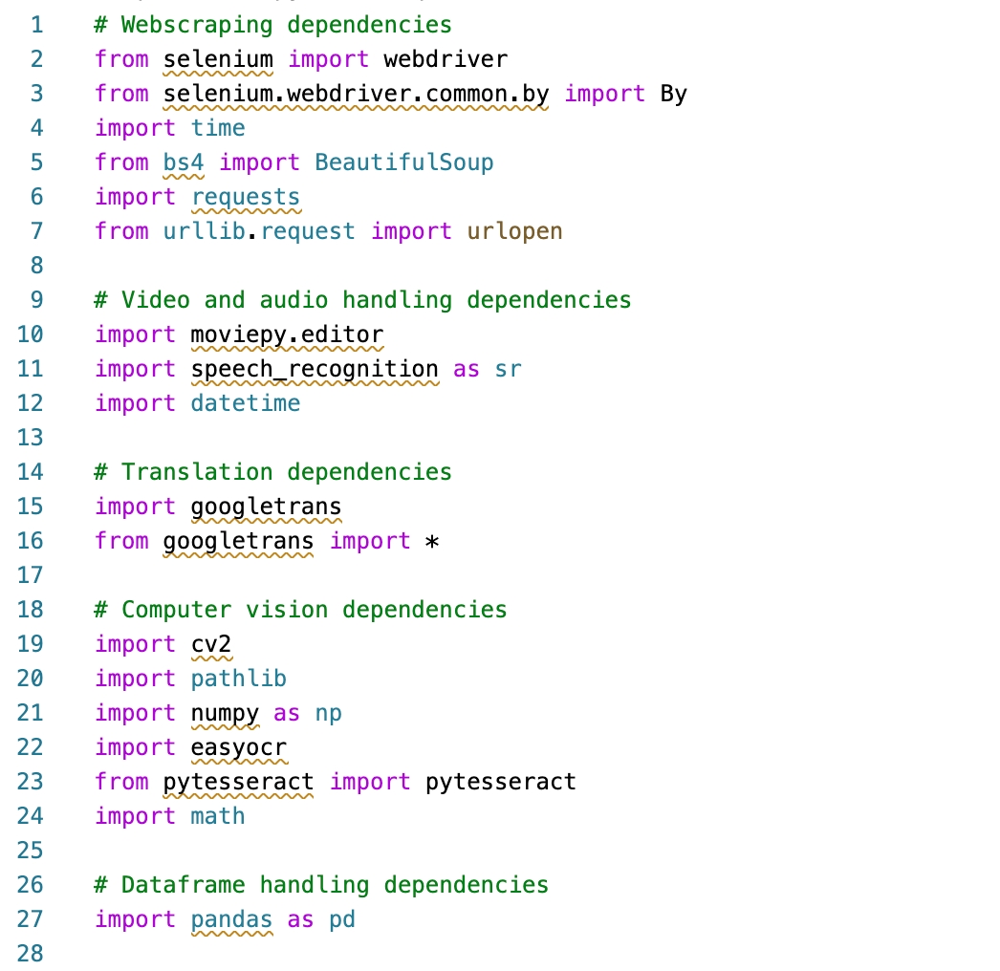 1 # Webscraping dependencies
2 from selenium import webdriver
3 from selenium.webdriver.common.by import By
4 import time
5 from bs4 import BeautifulSoup
6 import requests
7 from urllib.request import urlopen
8
9 # Video and audio handling dependencies
10 import moviepy.editor
11 import speech_recognition as sr
12 import datetime
13
14 # Translation dependencies
15 import googletrans
16 from googletrans import *
17
18 # Computer vision dependencies
19 import cv2
20 import pathlib
21 import numpy as np
22 import easyocr
23 from pytesseract import pytesseract
24 import math
25
26 # Dataframe handling dependencies
27 import pandas as pd
28